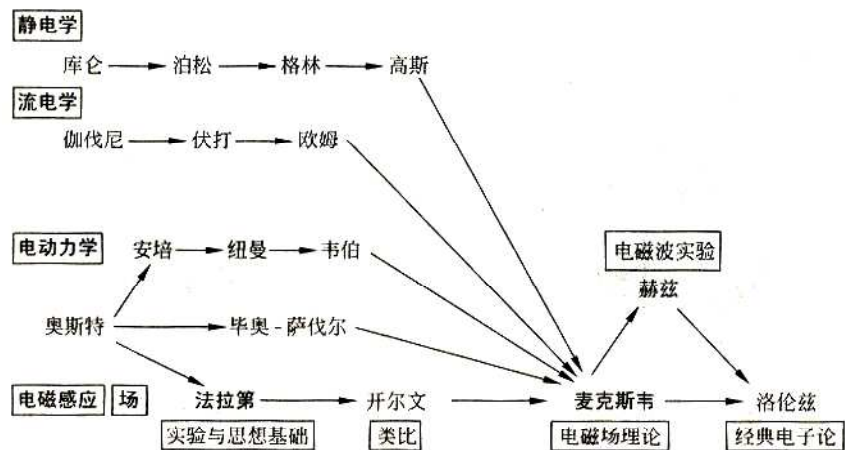 静电学
库仑 泊松 格林 高斯
流电学
伽伐尼 伏打 欧姆
电动力学 安培 纽曼 韦伯 电磁波实验
赫兹
奥斯特 毕奥-萨伐尔
电磁感应 场 法拉第 开尔文 麦克斯韦 洛伦兹
实验与思想基础 类比 电磁场理论 经典电子论